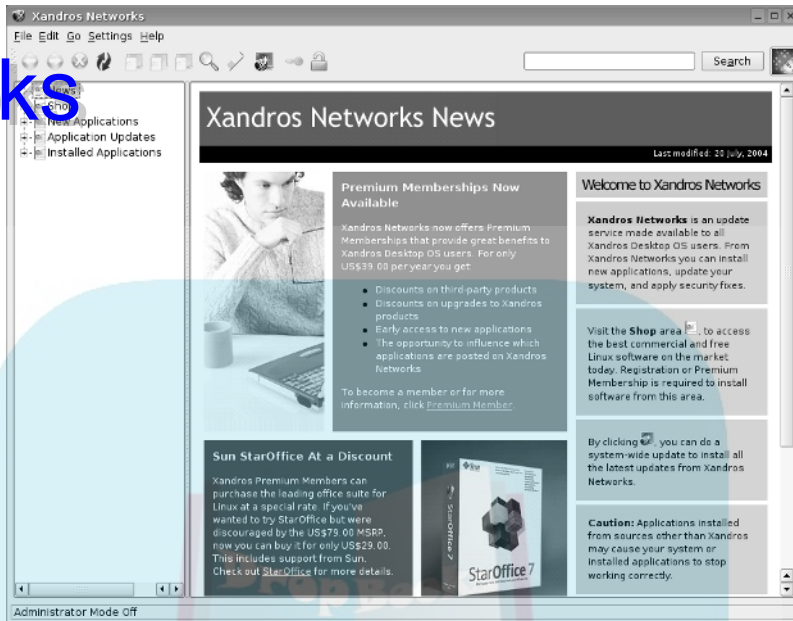 Xandros Networks
File Edit Go Settings Help
Search
ks
News
Shop
New Applications
Application Updates
Installed Applications
Xandros Networks News
Last modified: 20 July, 2004
Premium Memberships Now
Available
Xandros Networks now offers Premium
Memberships that provide great benefits to
Xandros Desktop OS users. For only
US$39.00 per year you get
Discounts on third-party products
Discounts on upgrades to Xandros
products
Early access to new applications
The opportunity to influence which
applications are posted on Xandros
Networks
To become a member or for more
information, click Premium Member.
Sun StarOffice At a Discount
Xandros Premium Members can
purchase the leading office suite for
Linux at a special rate. If you've
wanted to try StarOffice but were
discouraged by the US$79.00 MSRP,
now you can buy it for only US$29.00.
This includes support from Sun.
Check out StarOffice for more details.
Sun
StarOffice 7
StarOffice 7
Welcome to Xandros Networks
Xandros Networks is an update
service made available to all
Xandros Desktop OS users. From
Xandros Networks you can install
new applications, update your
system, and apply security fixes.
Visit the Shop area , to access
the best commercial and free
Linux software on the market
today. Registration or Premium
Membership is required to install
software from this area.
By clicking , you can do a
system-wide update to install all
the latest updates from Xandros
Networks.
Caution: Applications installed
from sources other than Xandros
may cause your system or
installed applications to stop
working correctly.
Administrator Mode Off